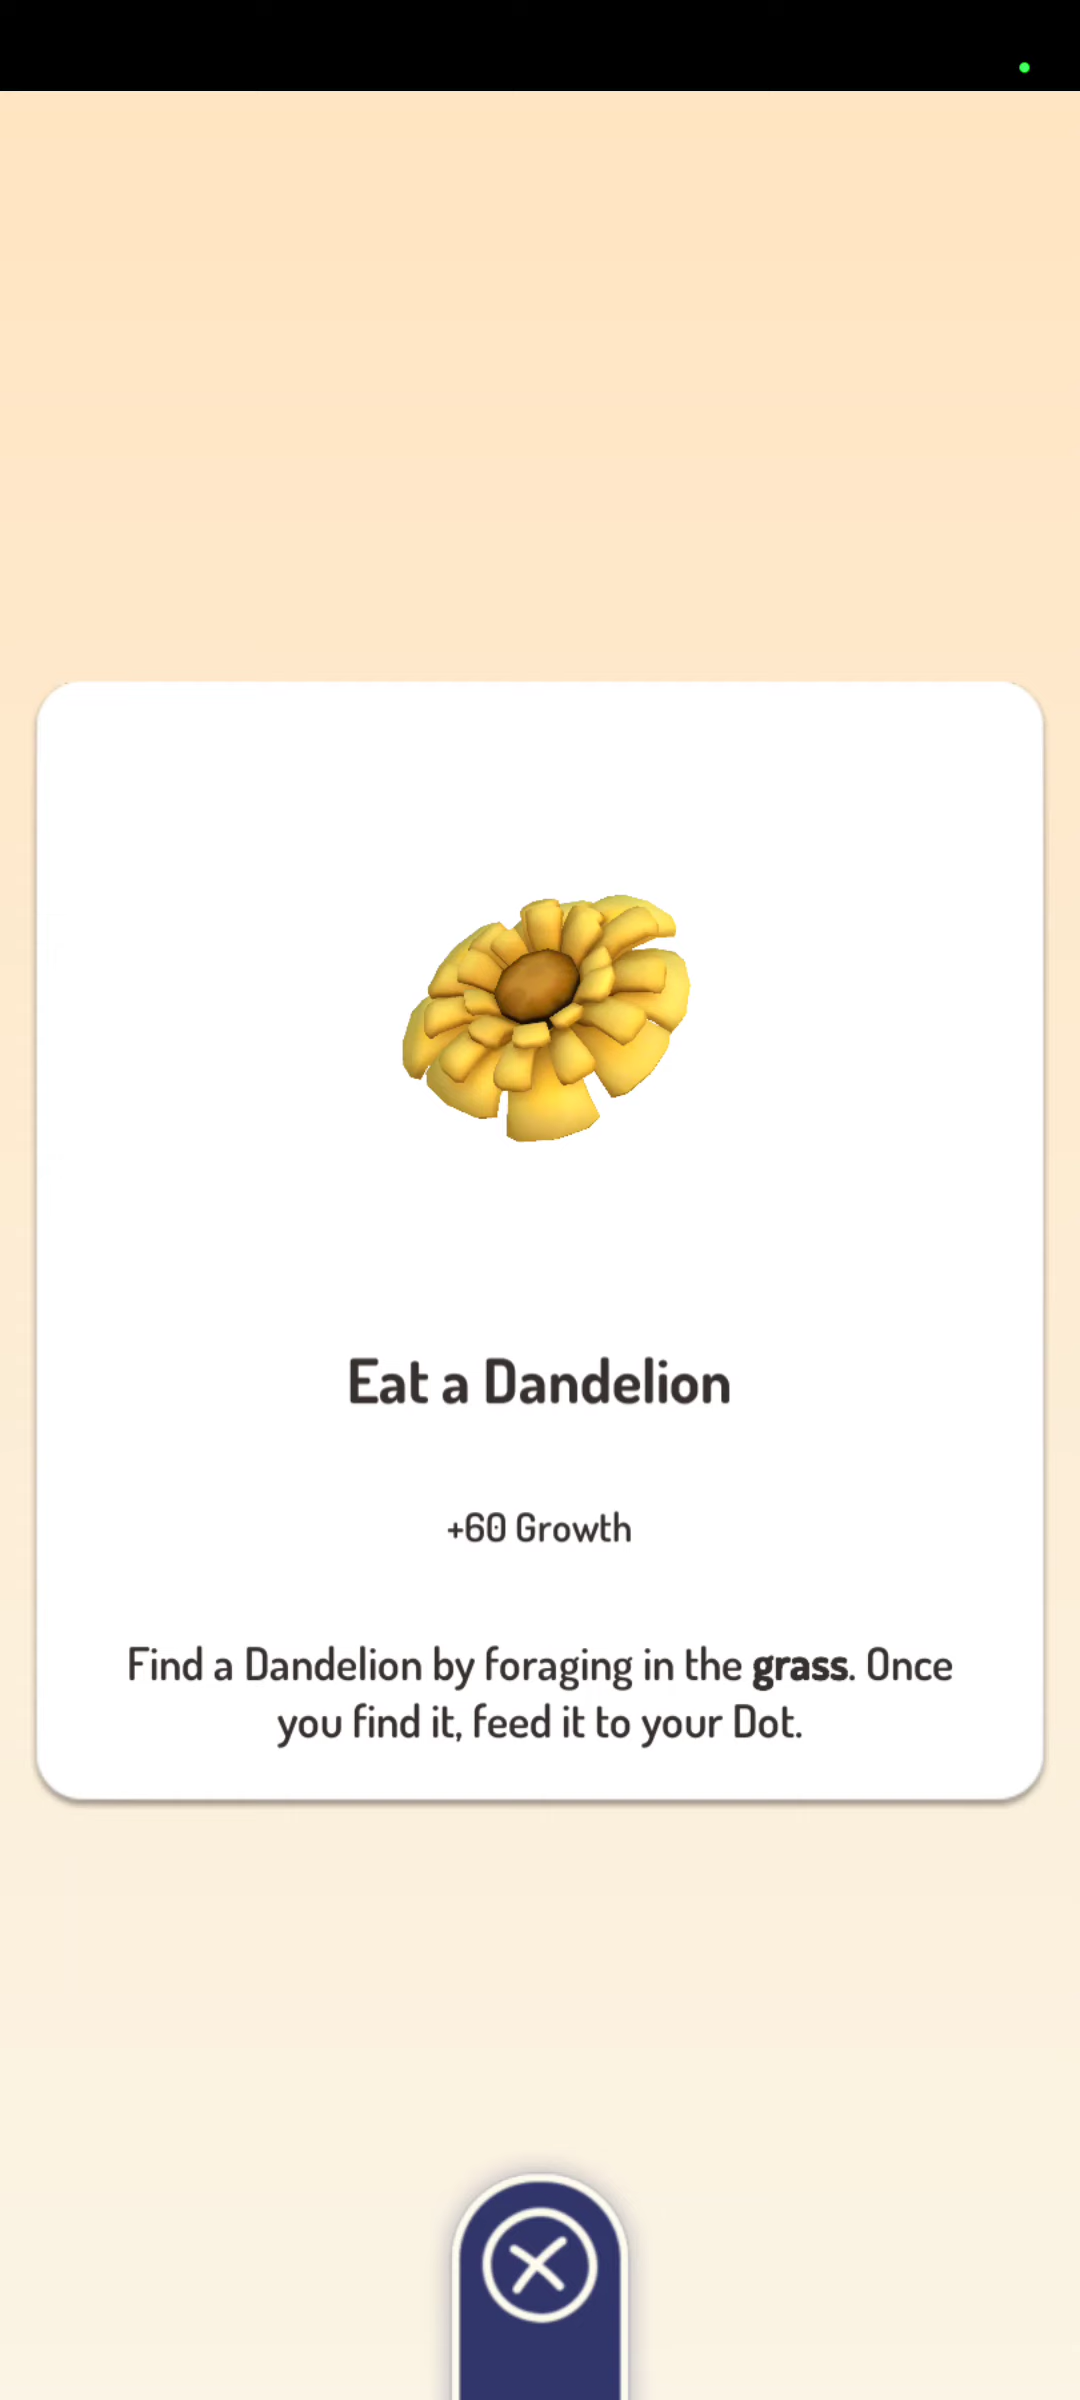 Eat a Dandelion
+60 Growth
Find a Dandelion by foraging in the grass. Once
you find it, feed it to your Dot.